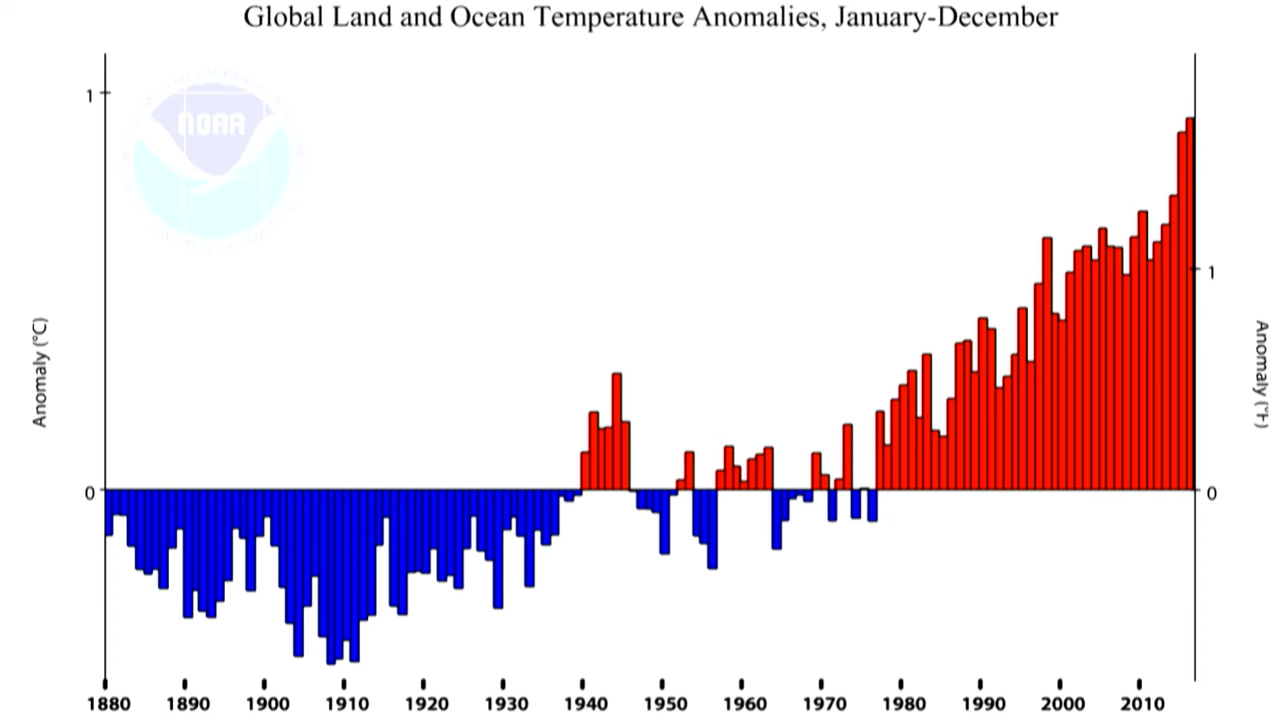 Global Land and Ocean Temperature Anomalies, January-December
NOAA
1
0
Anomaly (°C)
1
0
Anomaly (°F)
1880 1890 1900 1910 1920 1930 1940 1950 1960 1970 1980 1990 2000 2010